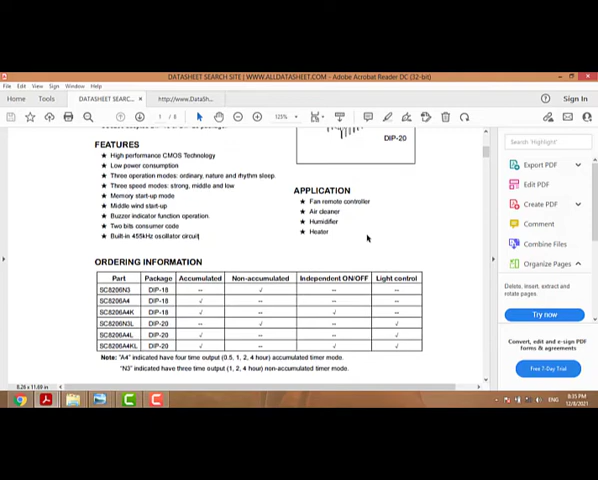 DATASHEET SEARCH SITE | WWW.ALLDATASHEET.COM - Adobe Acrobat Reader DC (32-bit)
File Edit View Sign Window Help
Home Tools DATASHEET SEARC... × http://www.DataSh... Sign In
1 / 6 125%
DIP-20
FEATURES
★ High performance CMOS Technology
★ Low power consumption
★ Three operation modes: ordinary, nature and rhythm sleep.
★ Three speed modes: strong, middle and low
★ Memory start-up mode
★ Middle wind start-up
★ Buzzer indicator function operation.
★ Two bits consumer code
★ Built-in 455kHz oscillator circuit
APPLICATION
★ Fan remote controller
★ Air cleaner
★ Humidifier
★ Heater
ORDERING INFORMATION
Part Package Accumulated Non-accumulated Independent ON/OFF Light control
SC8206N3 DIP-18 -- √ -- --
SC8206A4 DIP-18 √ -- -- --
SC8206A4K DIP-18 √ -- √ --
SC8206N3L DIP-20 -- √ -- √
SC8206A4L DIP-20 √ -- -- √
SC8206A4KL DIP-20 √ -- √ √
Note: "A4" indicated have four time output (0.5, 1, 2, 4 hour) accumulated timer mode.
"N3" indicated have three time output (1, 2, 4 hour) non-accumulated timer mode.
8.26 x 11.69 in
Search 'Highlight'
Export PDF
Edit PDF
Create PDF
Comment
Combine Files
Organize Pages
Delete, insert, extract and
rotate pages.
Try now
Convert, edit and e-sign PDF
forms & agreements
Free 7-Day Trial
ENG
8:35 PM
12/8/2021